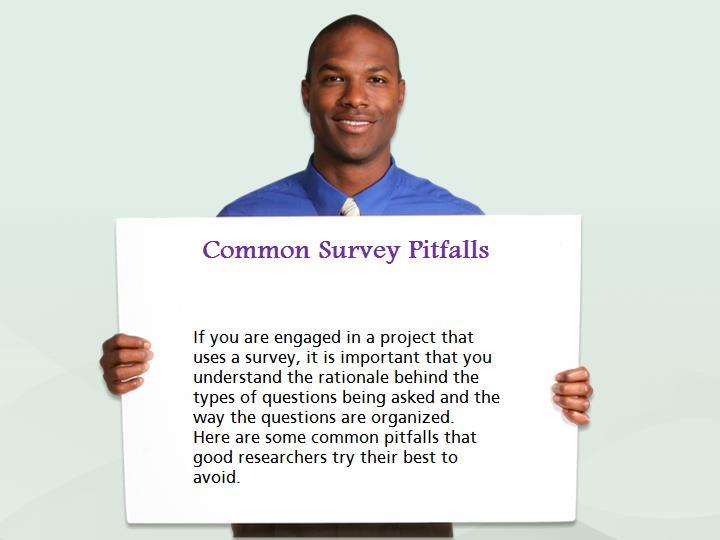 Common Survey Pitfalls
If you are engaged in a project that
uses a survey, it is important that you
understand the rationale behind the
types of questions being asked and the
way the questions are organized.
Here are some common pitfalls that
good researchers try their best to
avoid.